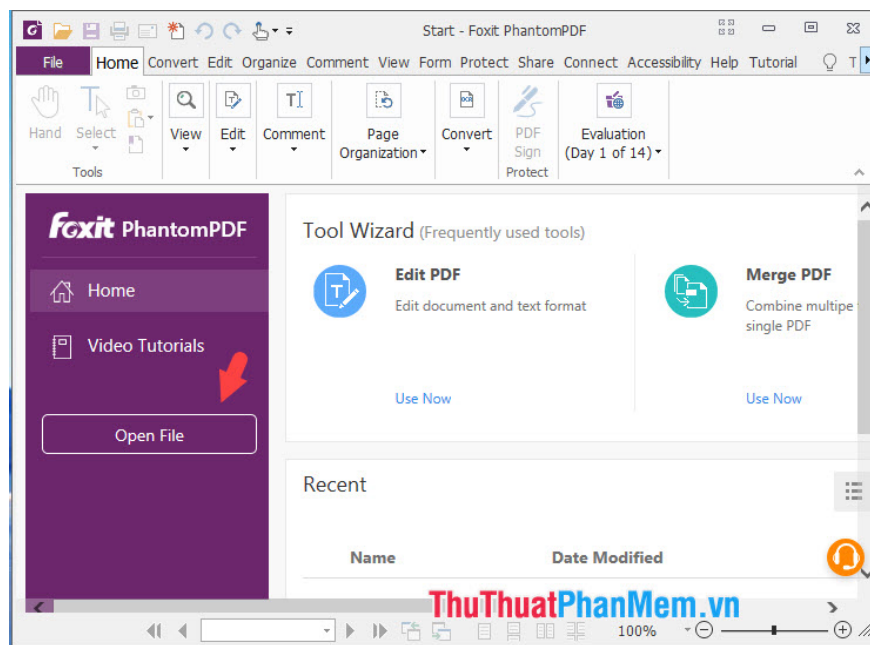 Start - Foxit PhantomPDF
File Home Convert Edit Organize Comment View Form Protect Share Connect Accessibility Help Tutorial T
Hand Select View Edit Comment Page Organization Convert PDF Sign Evaluation (Day 1 of 14)
Tools Protect
Foxit PhantomPDF
Home
Video Tutorials
Open File
Tool Wizard (Frequently used tools)
Edit PDF
Edit document and text format
Use Now
Merge PDF
Combine multipe
single PDF
Use Now
Recent
Name Date Modified
ThuThuatPhanMem.vn
100%